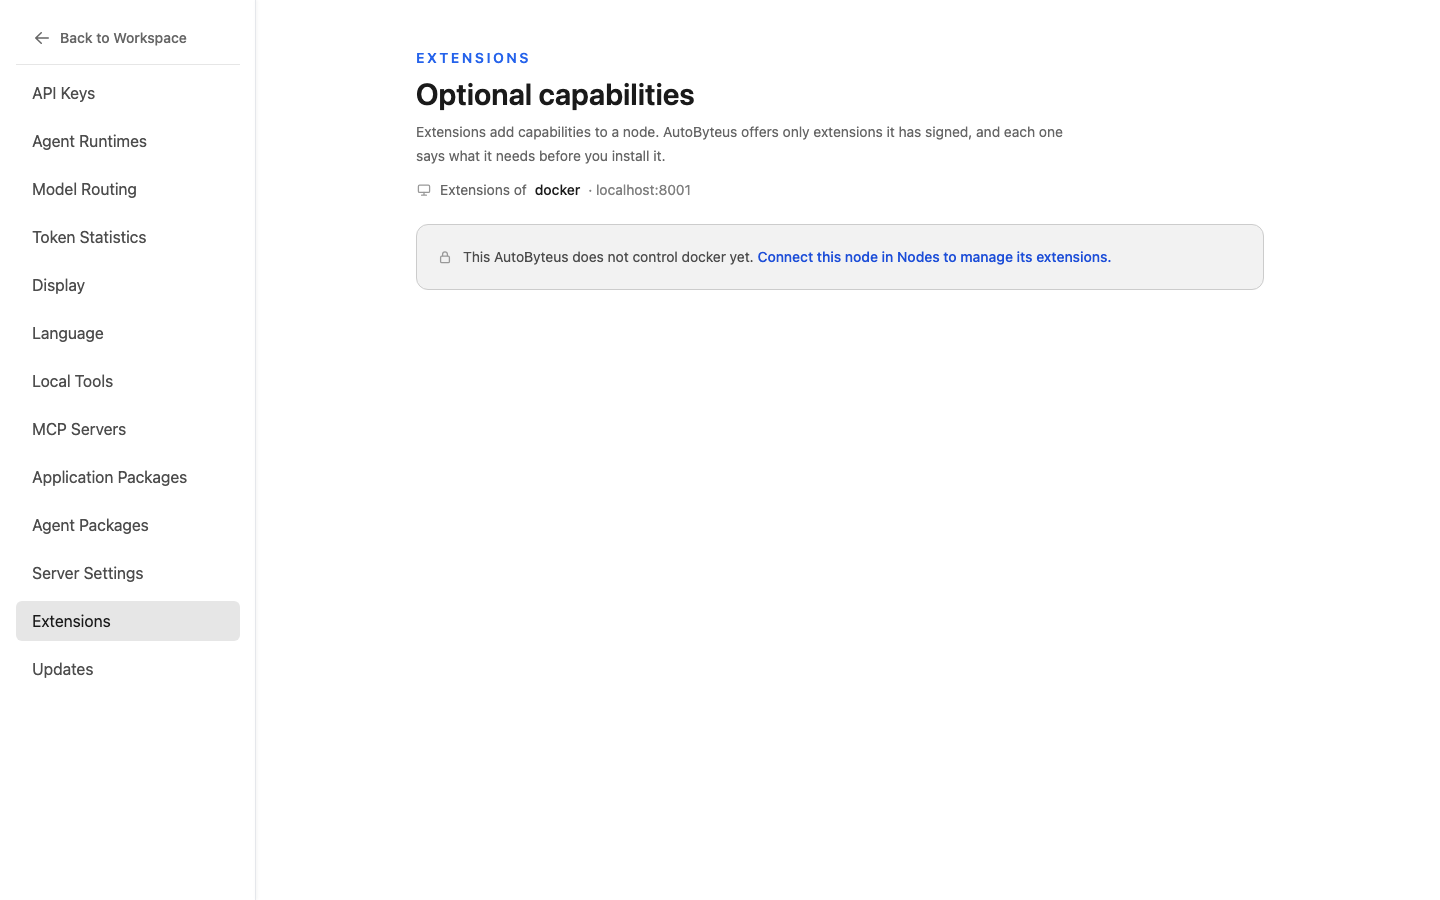 Back to Workspace
API Keys
Agent Runtimes
Model Routing
Token Statistics
Display
Language
Local Tools
MCP Servers
Application Packages
Agent Packages
Server Settings
Extensions
Updates
EXTENSIONS
Optional capabilities
Extensions add capabilities to a node. AutoByteus offers only extensions it has signed, and each one
says what it needs before you install it.
Extensions of docker · localhost:8001
This AutoByteus does not control docker yet. Connect this node in Nodes to manage its extensions.